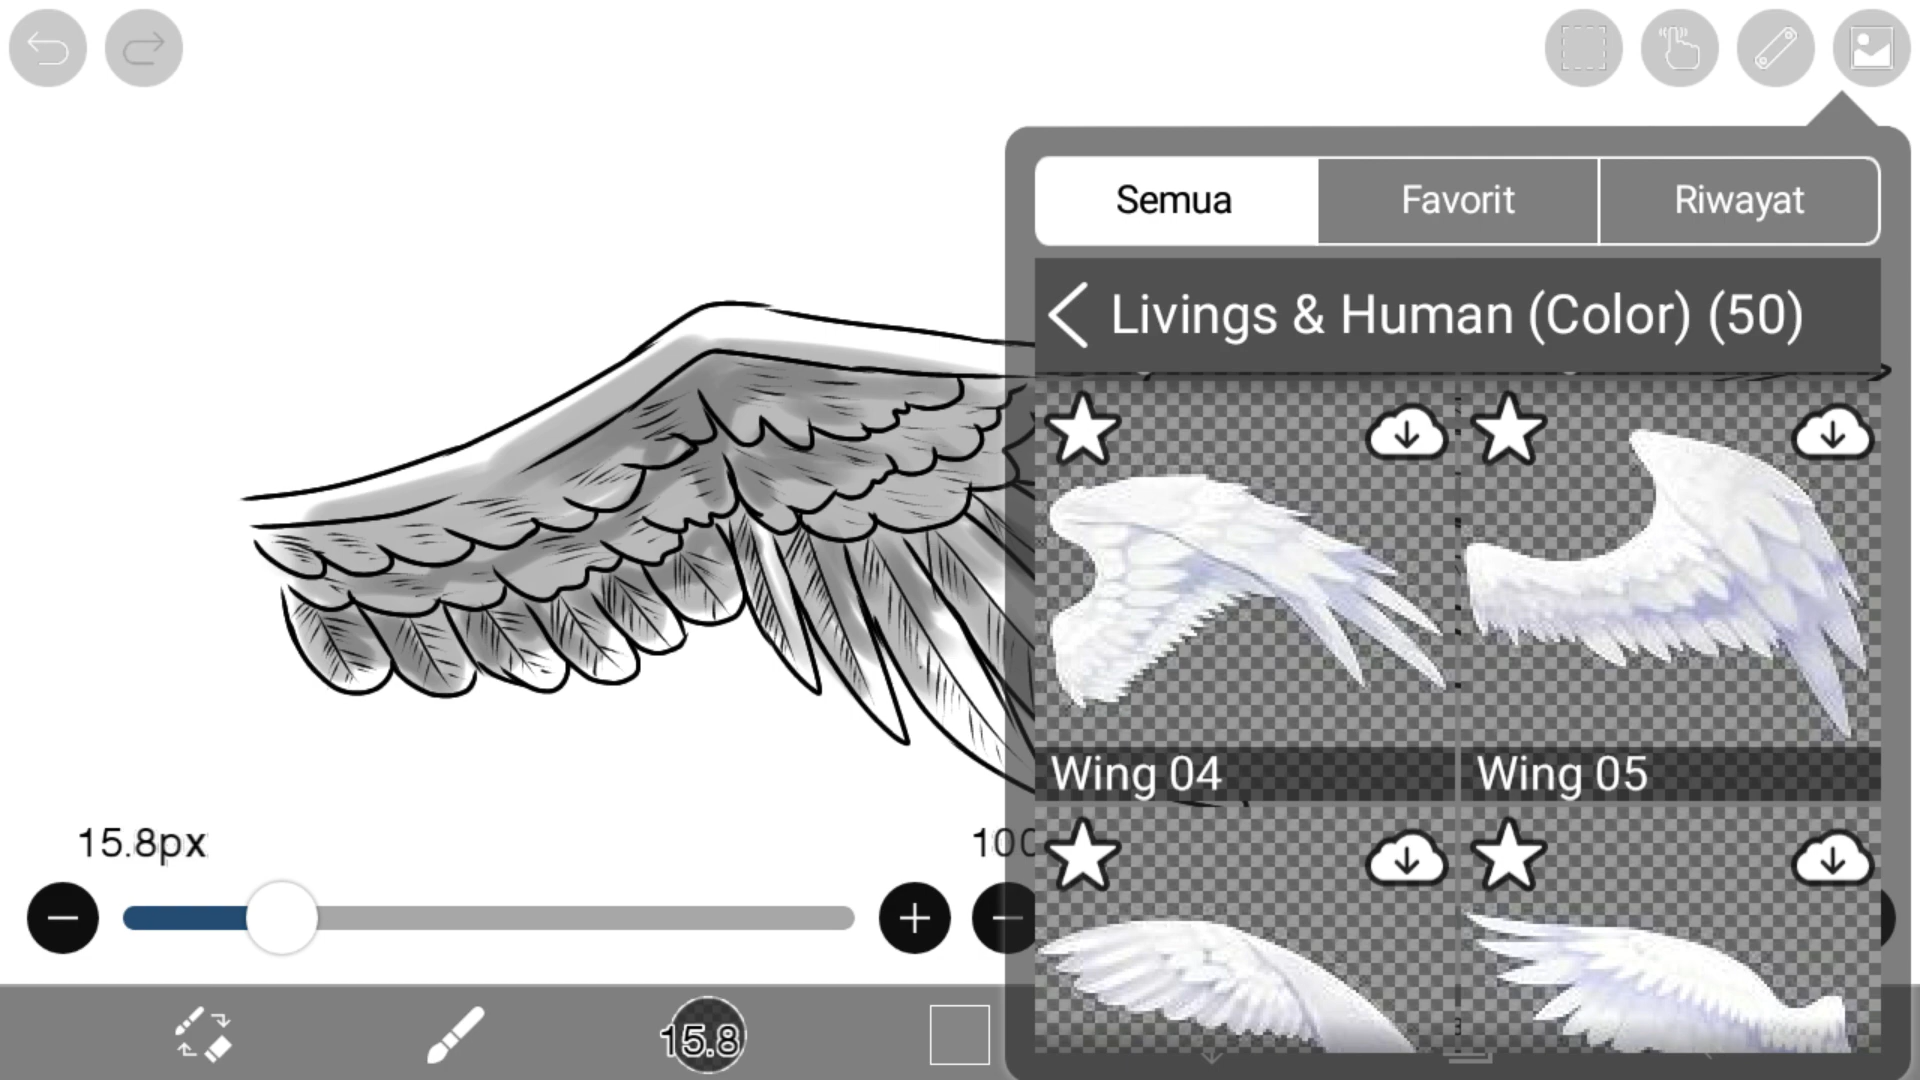 Semua
Favorit
Riwayat
Livings & Human (Color) (50)
Wing 04
Wing 05
15.8px
15.8